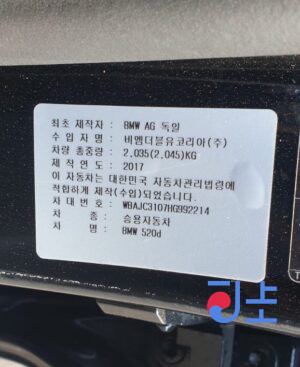 최초 제작자 : BMW AG 독일
수 입 자 명 : 비엠더블유코리아(주)
차량 총중량 : 2,035(2,045)KG
제 작 연 도 : 2017
이 자동차는 대한민국 자동차관리법령에
적합하게 제작(수입)되었습니다.
차 대 번 호 : WBAJC3107HG992214
차 종 : 승용자동차
차 명 : BMW 520d